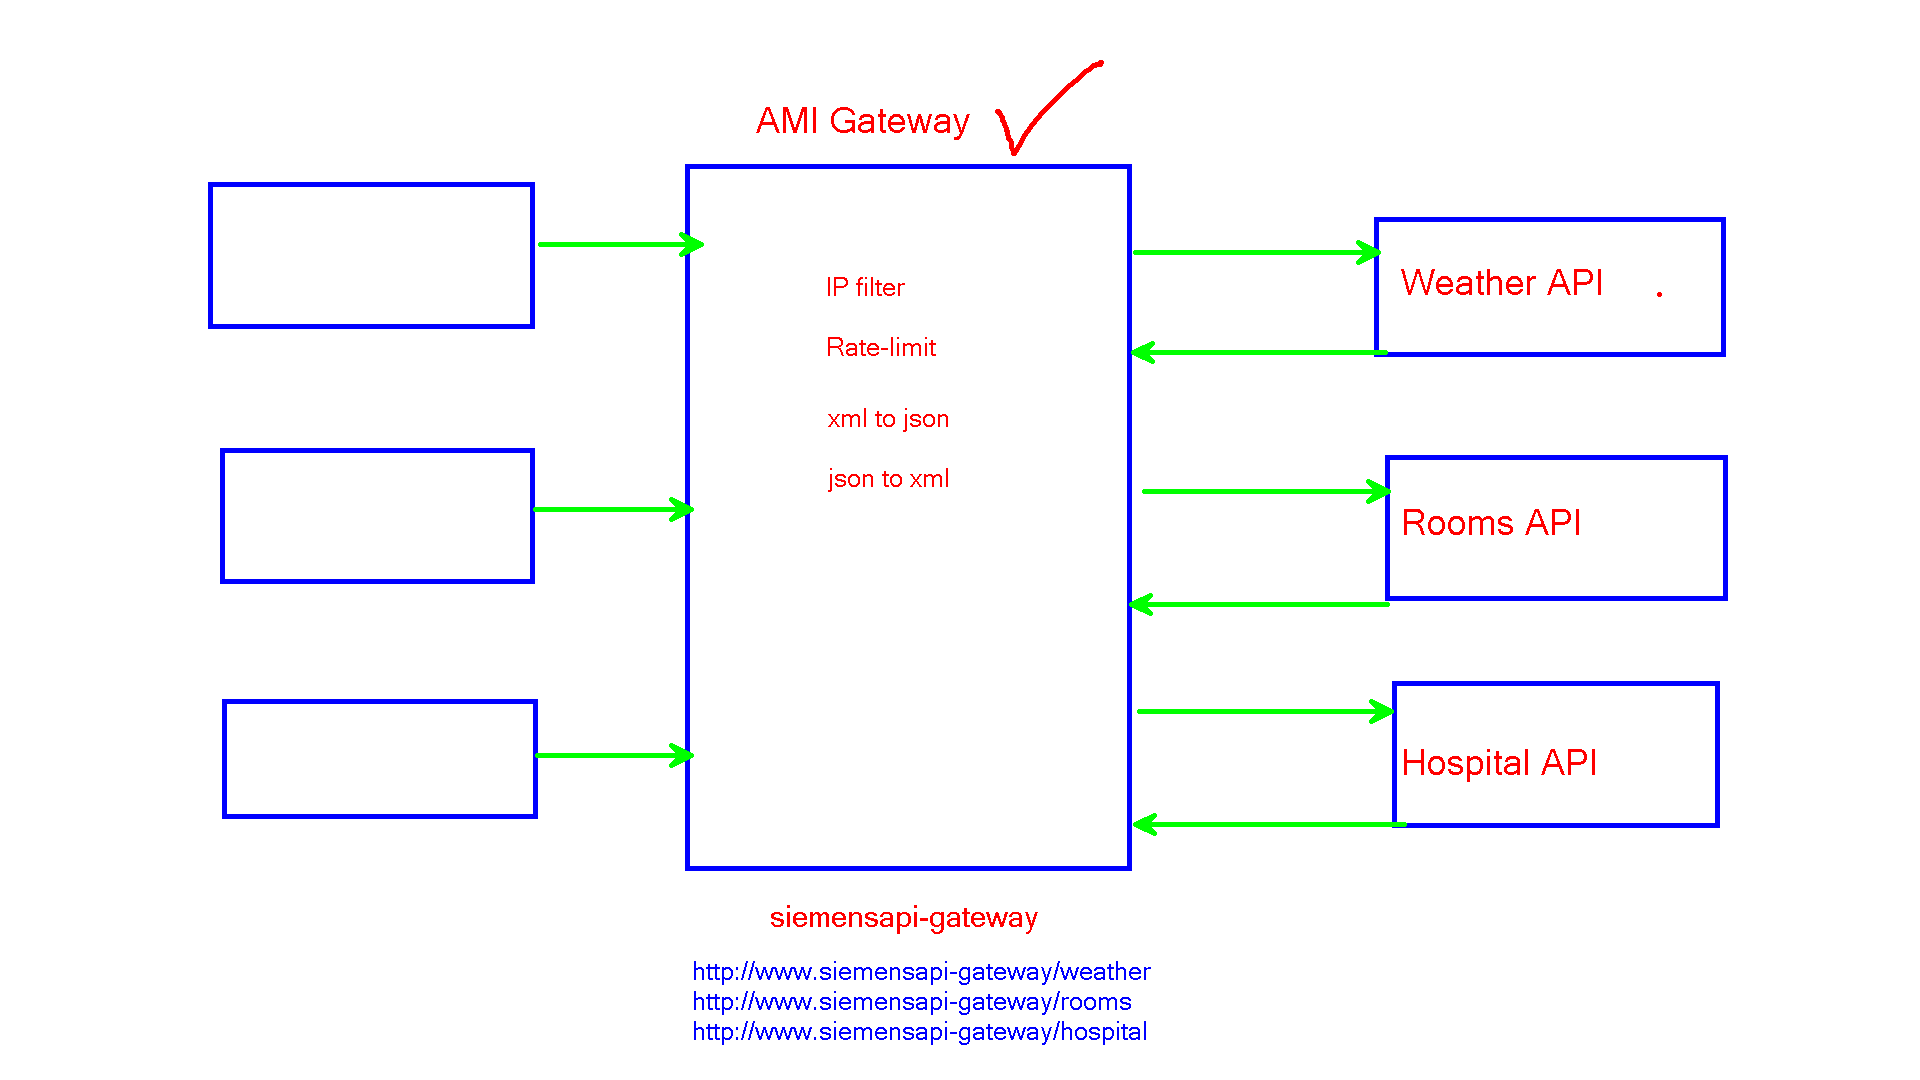 AMI Gateway
IP filter
Rate-limit
xml to json
json to xml
Weather API .
Rooms API
Hospital API
siemensapi-gateway
http://www.siemensapi-gateway/weather
http://www.siemensapi-gateway/rooms
http://www.siemensapi-gateway/hospital